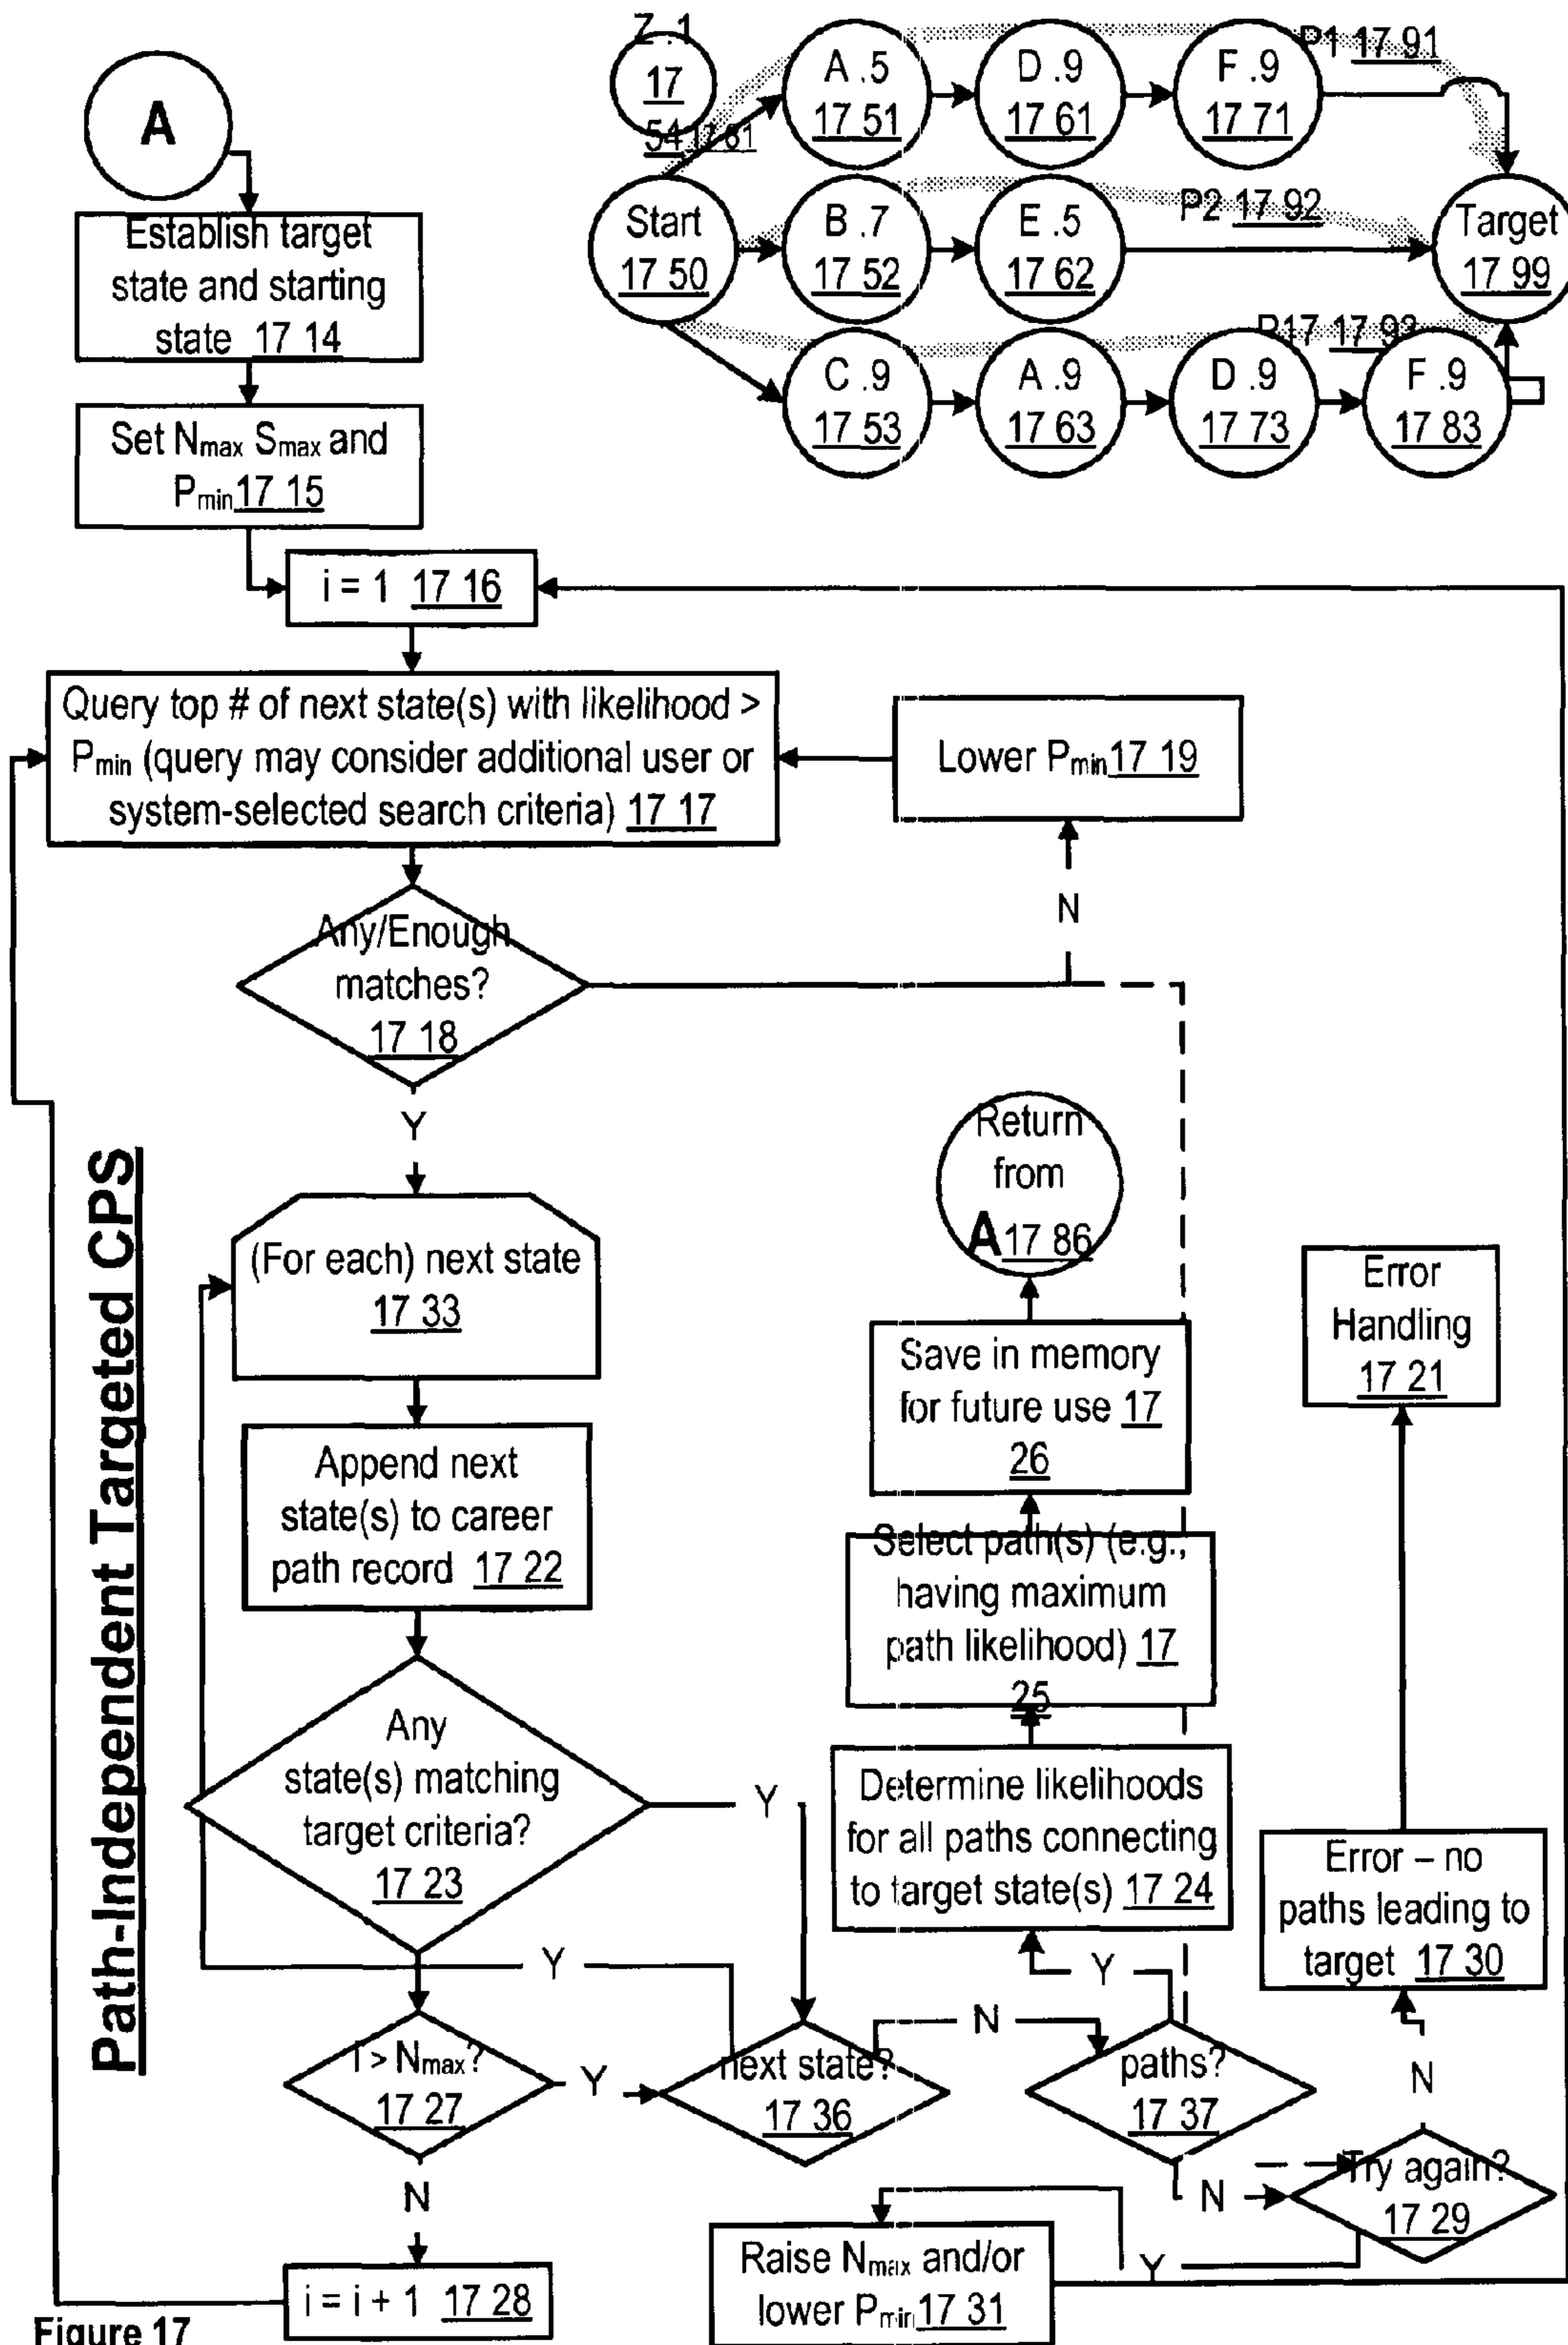 A
Establish target
state and starting
state 17 14
Set Nmax Smax and
Pmin 17 15
i = 1 17 16
Query top # of next state(s) with likelihood >
Pmin (query may consider additional user or
system-selected search criteria) 17 17
Lower Pmin 17 19
Any/Enough
matches?
17 18
N
Y
(For each) next state
17 33
Append next
state(s) to career
path record 17 22
Any
state(s) matching
target criteria?
17 23
Y
Y
i > Nmax?
17 27
Y
N
i = i + 1 17 28
next state?
17 36
N
paths?
17 37
Y
N
Determine likelihoods
for all paths connecting
to target state(s) 17 24
Select path(s) (e.g.,
having maximum
path likelihood) 17
25
Save in memory
for future use 17
26
Return
from
A 17 86
Error
Handling
17 21
Error – no
paths leading to
target 17 30
N
Try again?
17 29
Y
Raise Nmax and/or
lower Pmin 17 31
Z .1
17
54 17 81
Start
17 50
A .5
17 51
D .9
17 61
F .9
17 71
P1 17 91
B .7
17 52
E .5
17 62
P2 17 92
Target
17 99
C .9
17 53
A .9
17 63
D .9
17 73
F .9
17 83
P17 17 93
Path-Independent Targeted CPS
Figure 17